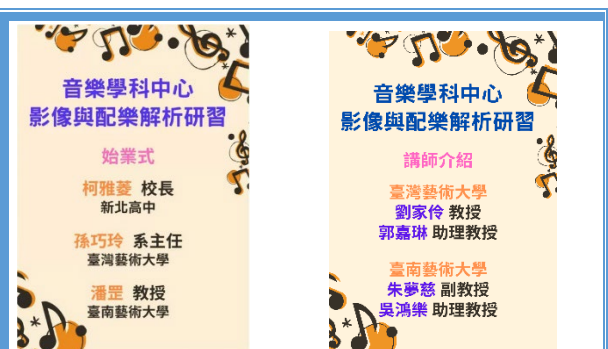 音樂學科中心
影像與配樂解析研習
始業式
柯雅菱 校長
新北高中
孫巧玲 系主任
臺灣藝術大學
潘罡 教授
臺南藝術大學
音樂學科中心
影像與配樂解析研習
講師介紹
臺灣藝術大學
劉家伶 教授
郭嘉琳 助理教授
臺南藝術大學
朱夢慈 副教授
吳鴻樂 助理教授